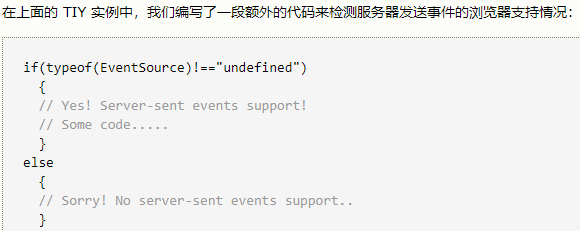 在上面的 TIY 实例中，我们编写了一段额外的代码来检测服务器发送事件的浏览器支持情况：
if(typeof(EventSource)!=="undefined")
  {
  // Yes! Server-sent events support!
  // Some code.....
  }
else
  {
  // Sorry! No server-sent events support..
  }